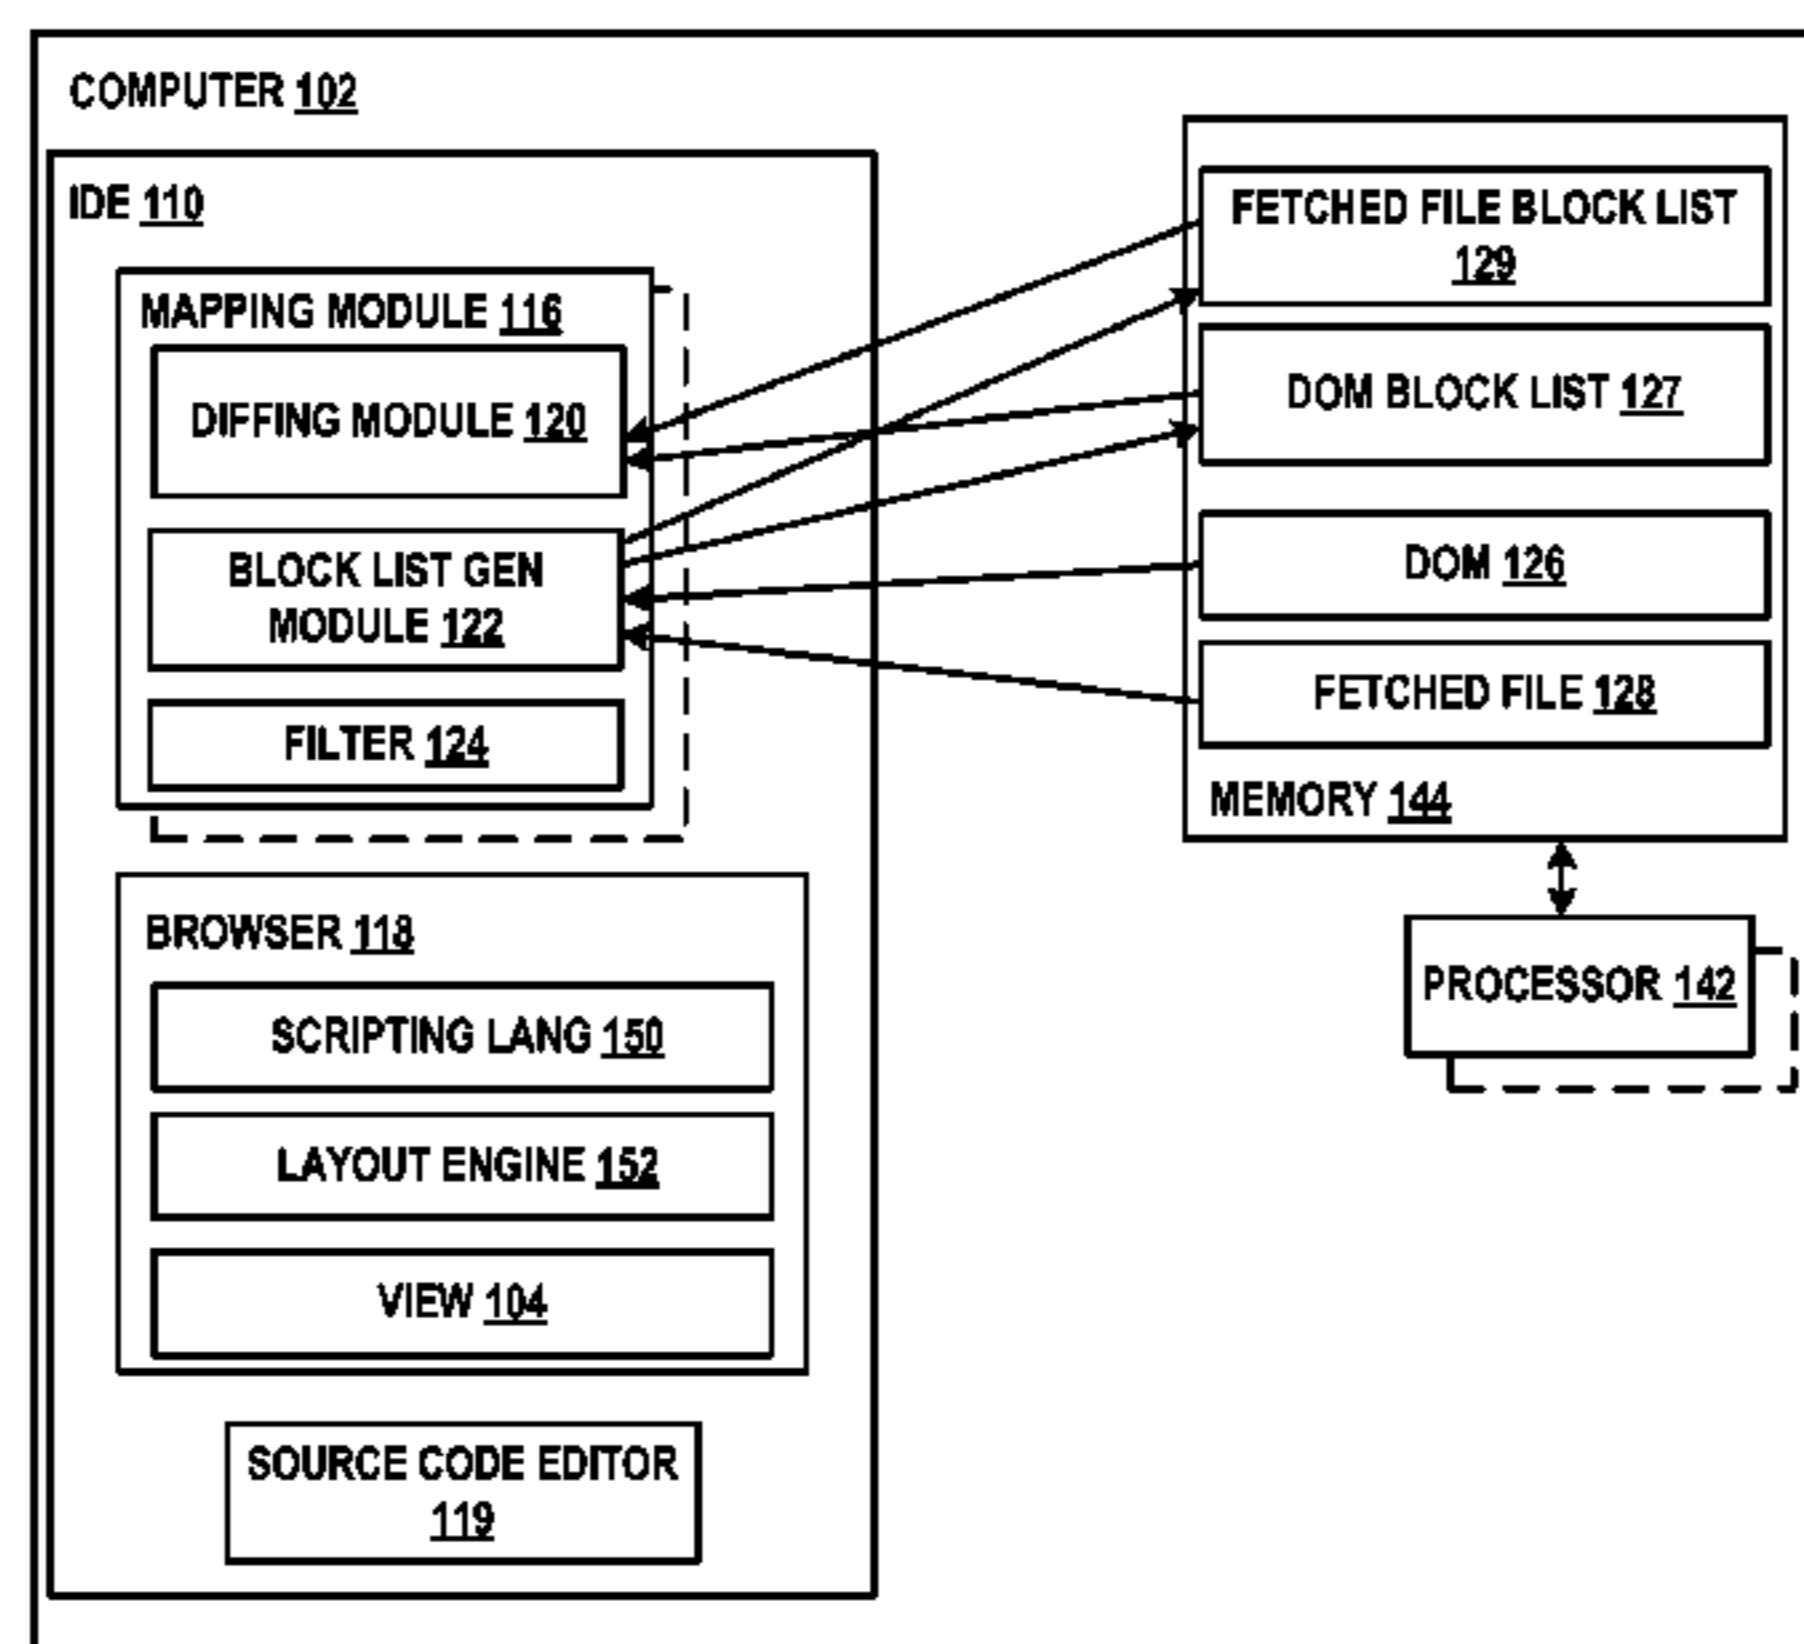 COMPUTER 102
IDE 110
MAPPING MODULE 116
DIFFING MODULE 120
BLOCK LIST GEN
MODULE 122
FILTER 124
BROWSER 118
SCRIPTING LANG 150
LAYOUT ENGINE 152
VIEW 104
SOURCE CODE EDITOR
119
FETCHED FILE BLOCK LIST
129
DOM BLOCK LIST 127
DOM 126
FETCHED FILE 128
MEMORY 144
PROCESSOR 142